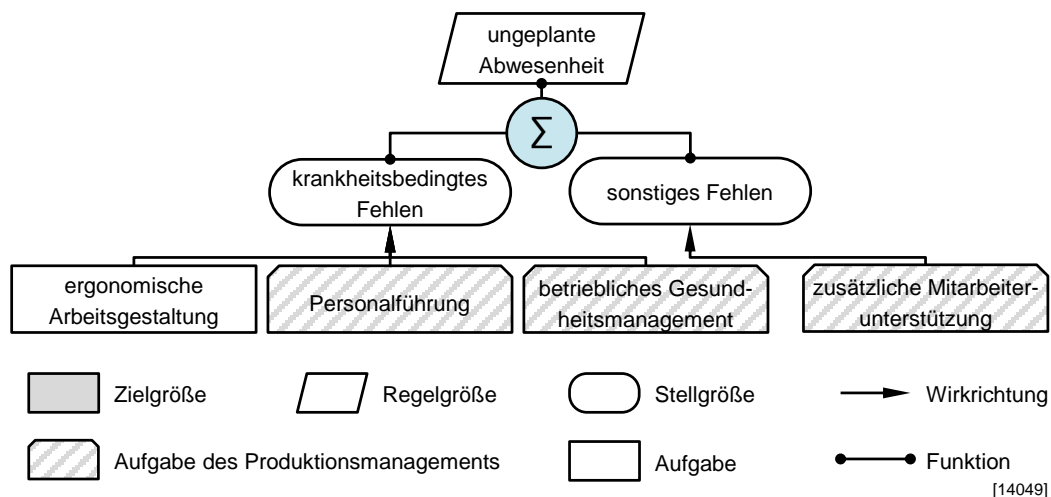 ungeplante
Abwesenheit
Σ
krankheitsbedingtes
Fehlen
sonstiges Fehlen
ergonomische
Arbeitsgestaltung
Personalführung
betriebliches Gesund-
heitsmanagement
zusätzliche Mitarbeiter-
unterstützung
Zielgröße
Regelgröße
Stellgröße
Wirkrichtung
Aufgabe des Produktionsmanagements
Aufgabe
Funktion
[14049]